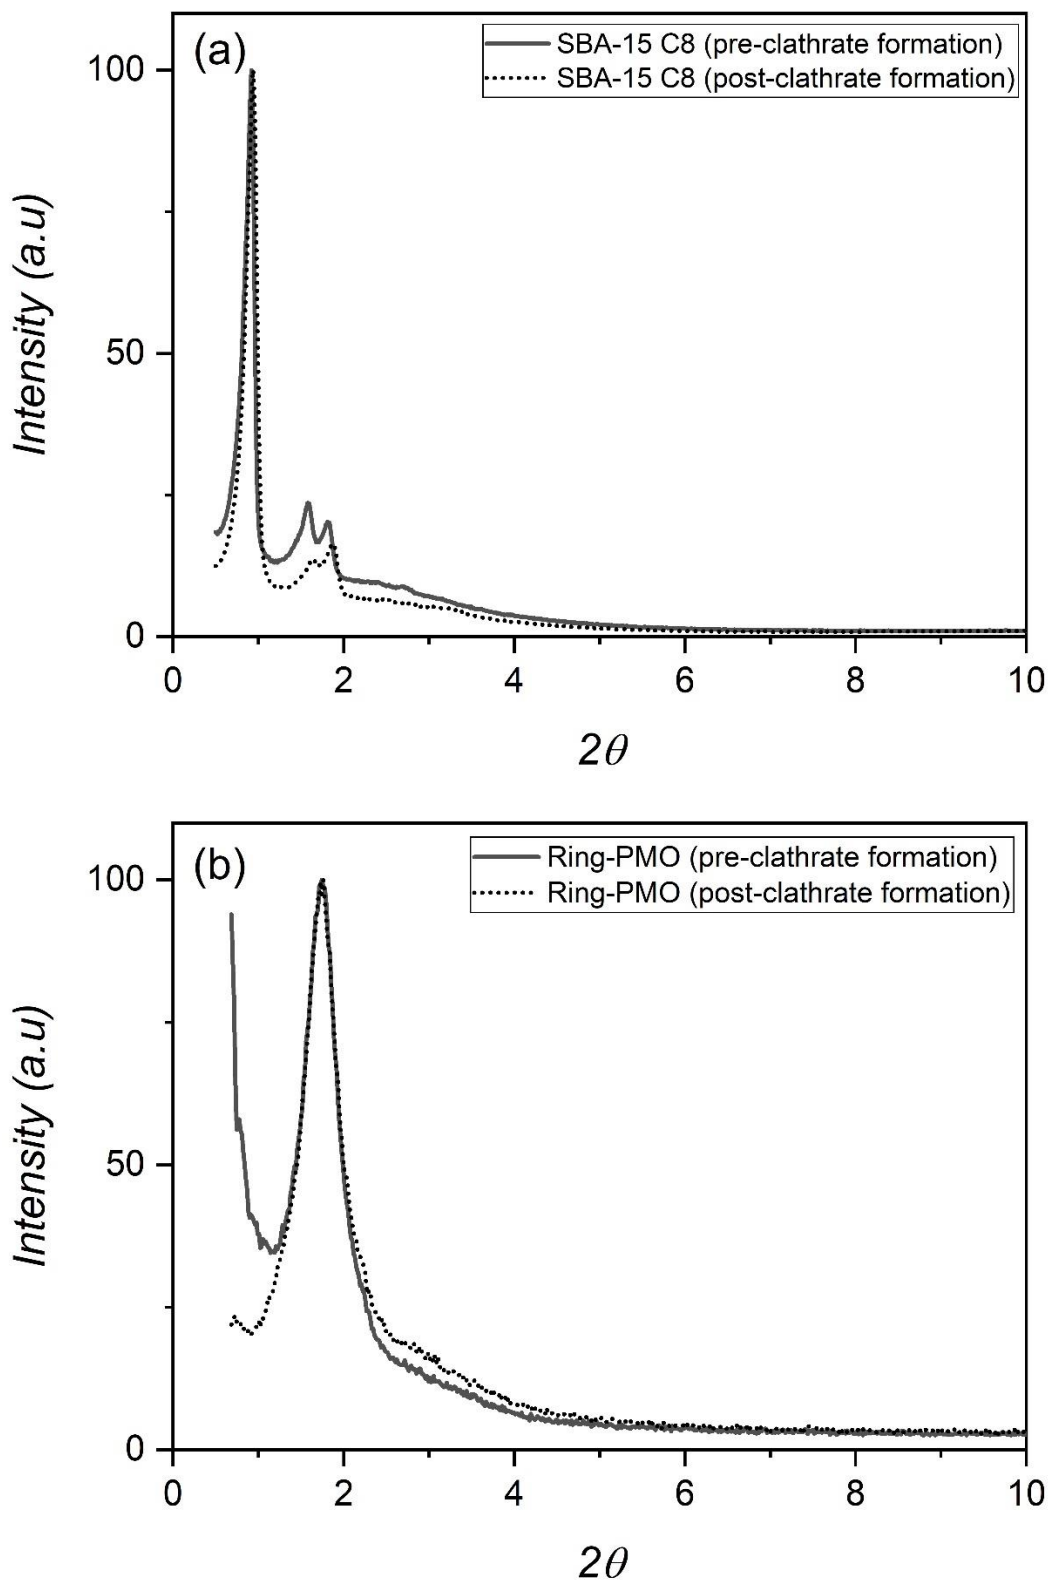 (a)
SBA-15 C8 (pre-clathrate formation)
SBA-15 C8 (post-clathrate formation)
100
50
0
Intensity (a.u)
0 2 4 6 8 10
2θ
(b)
Ring-PMO (pre-clathrate formation)
Ring-PMO (post-clathrate formation)
100
50
0
Intensity (a.u)
0 2 4 6 8 10
2θ